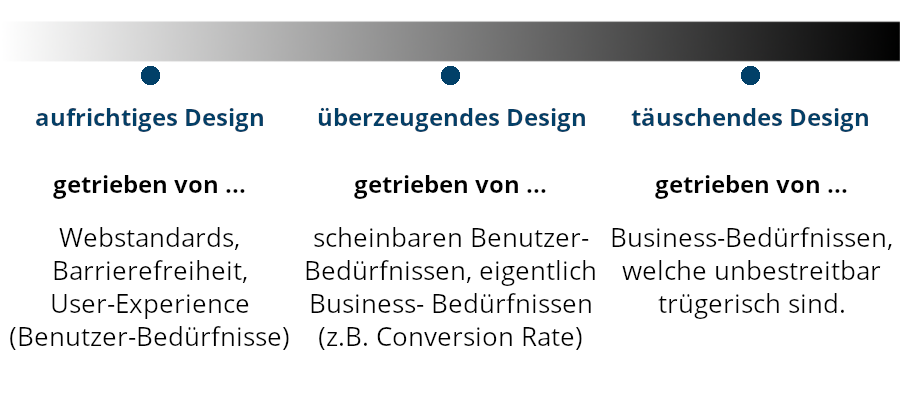 aufrichtiges Design
getrieben von ...
Webstandards,
Barrierefreiheit,
User-Experience
(Benutzer-Bedürfnisse)
überzeugendes Design
getrieben von ...
scheinbaren Benutzer-
Bedürfnissen, eigentlich
Business- Bedürfnissen
(z.B. Conversion Rate)
täuschendes Design
getrieben von ...
Business-Bedürfnissen,
welche unbestreitbar
trügerisch sind.